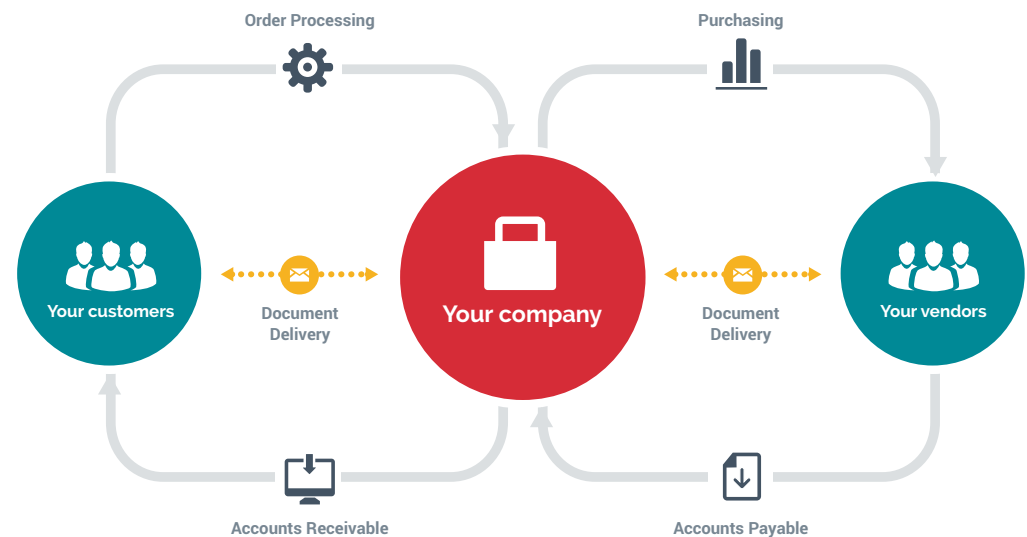 Order Processing
Purchasing
Your customers
Document
Delivery
Your company
Document
Delivery
Your vendors
Accounts Receivable
Accounts Payable